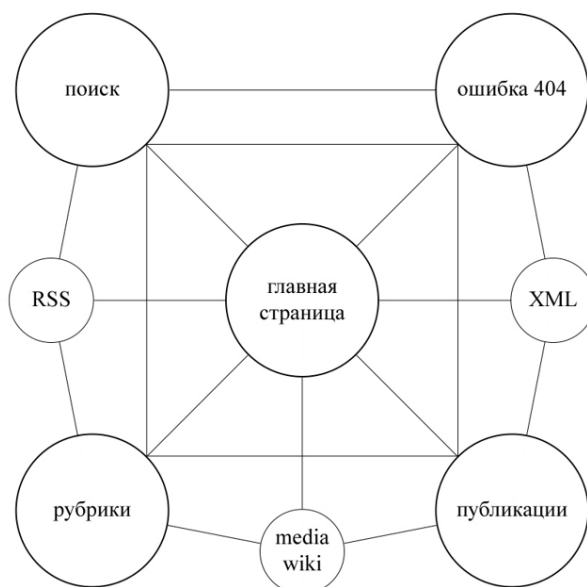 поиск
ошибка 404
RSS
главная
страница
XML
рубрики
media
wiki
публикации